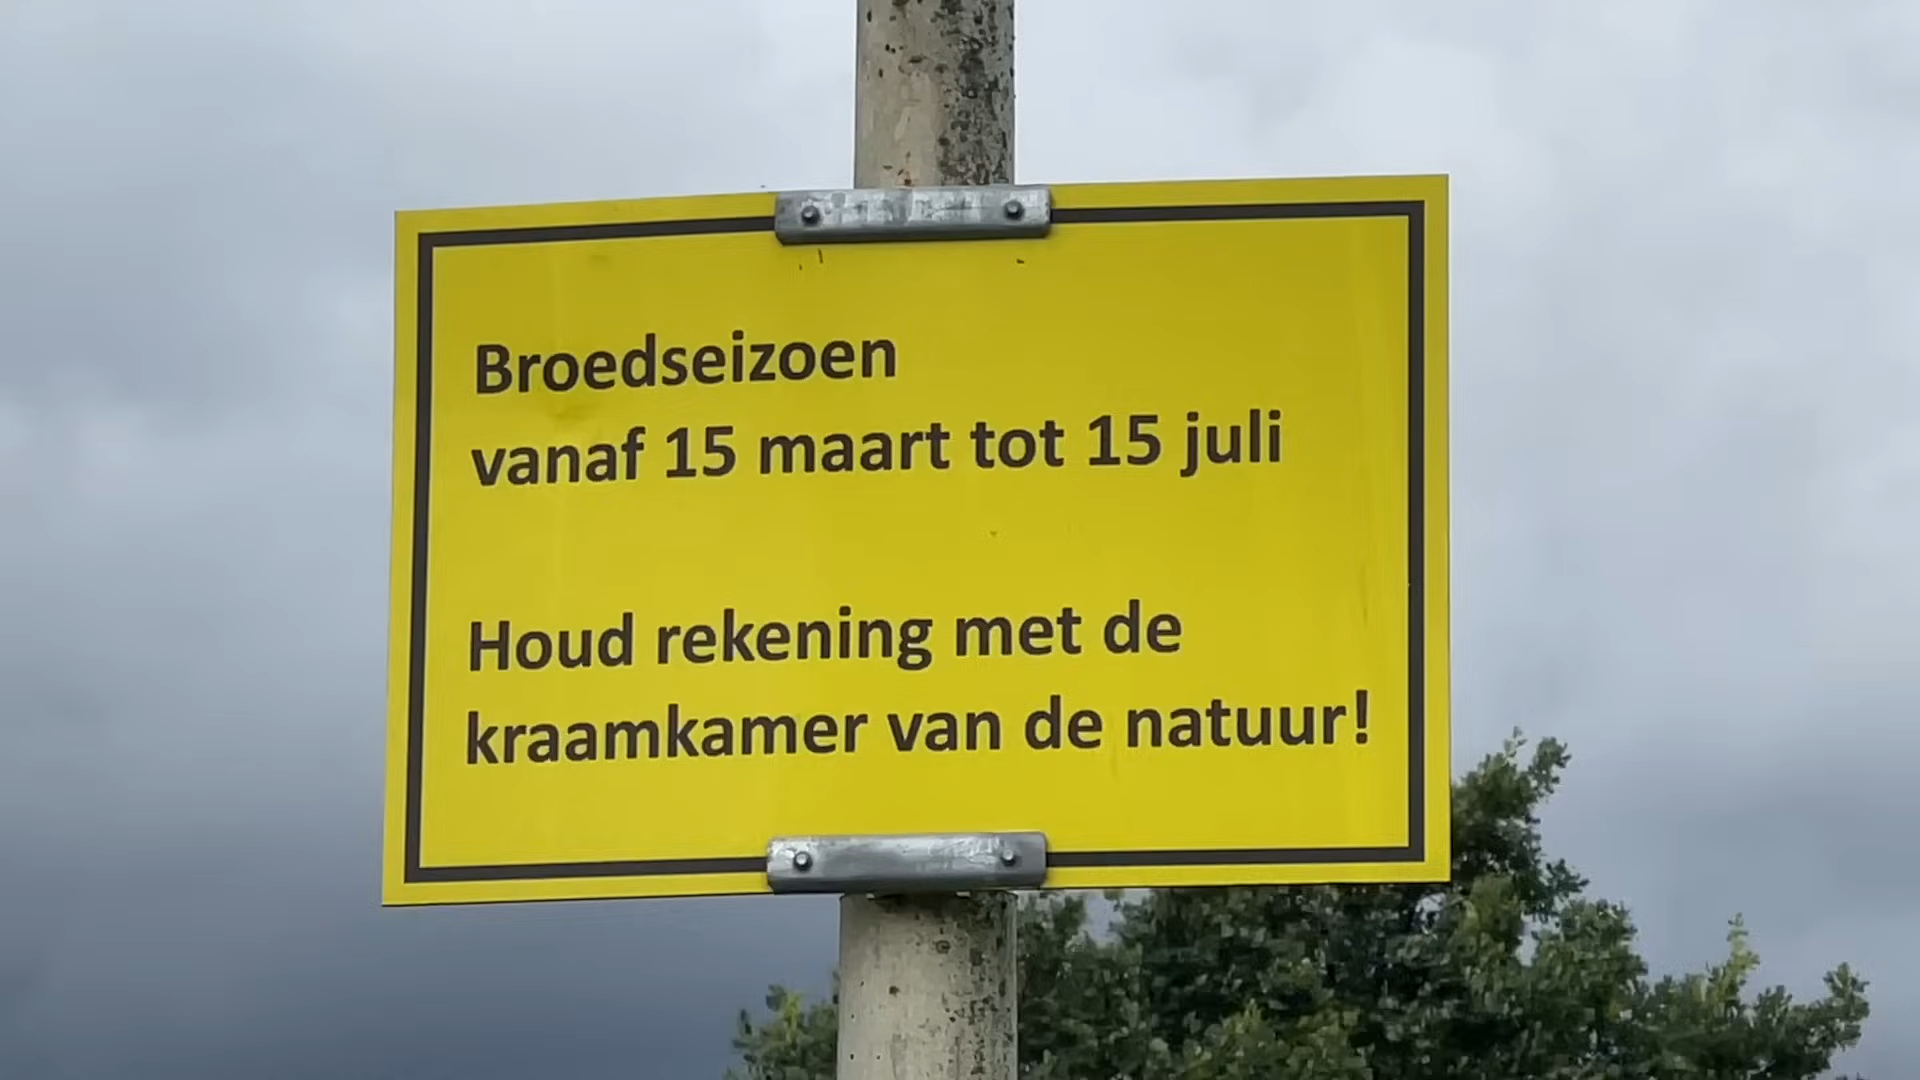 Broedseizoen
vanaf 15 maart tot 15 juli
Houd rekening met de
kraamkamer van de natuur!